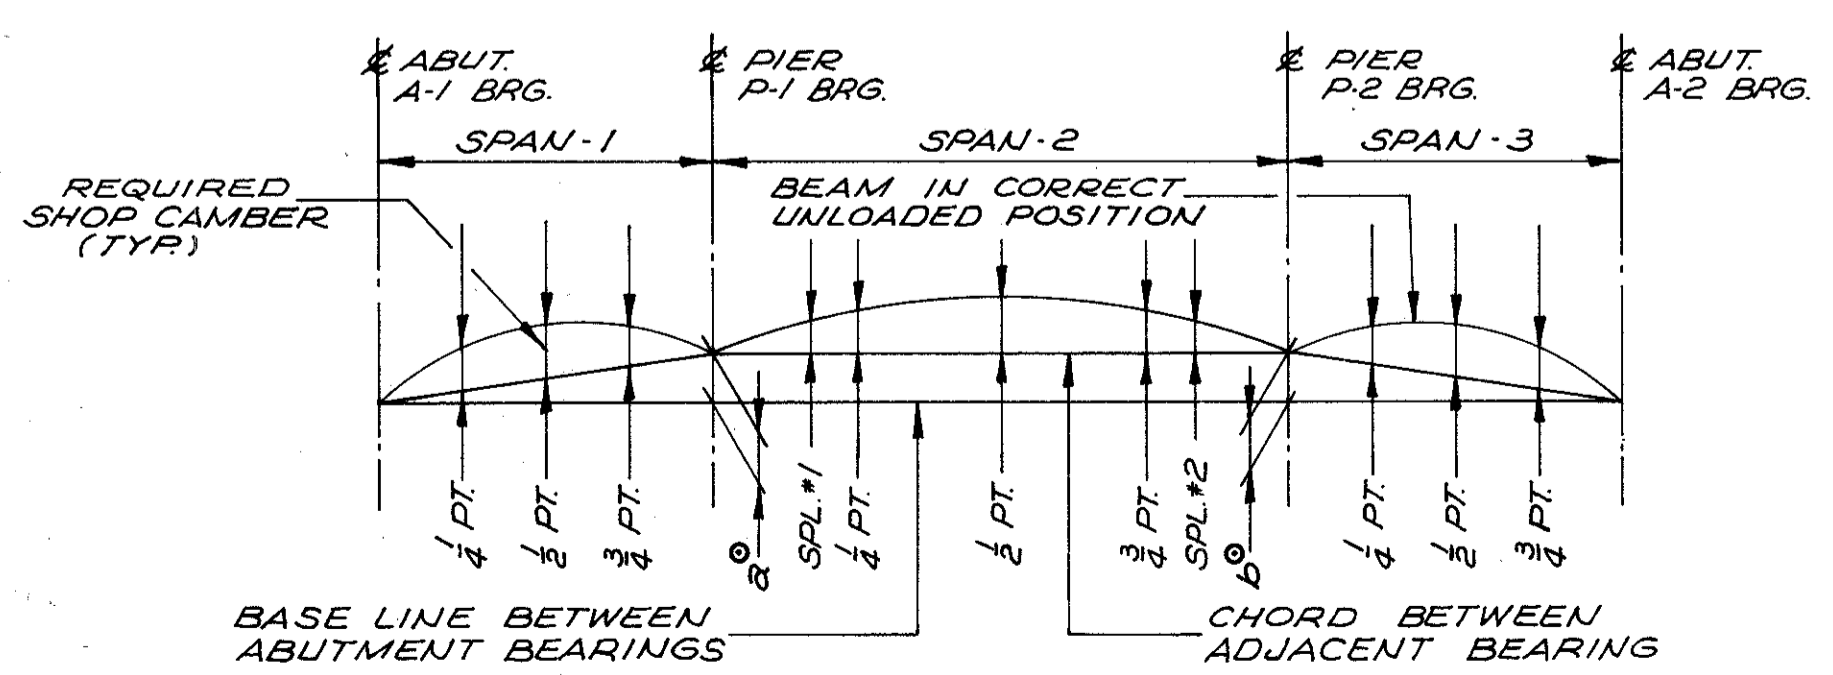 ℄ ABUT.
A-1 BRG.
℄ PIER
P-1 BRG.
℄ PIER
P-2 BRG.
℄ ABUT.
A-2 BRG.
SPAN-1
SPAN-2
SPAN-3
REQUIRED
SHOP CAMBER
(TYP.)
BEAM IN CORRECT
UNLOADED POSITION
1/4 PT.
1/2 PT.
3/4 PT.
a⊙
SPL.#1
1/4 PT.
1/2 PT.
3/4 PT.
SPL.#2
b⊙
1/4 PT.
1/2 PT.
3/4 PT.
BASE LINE BETWEEN
ABUTMENT BEARINGS
CHORD BETWEEN
ADJACENT BEARING